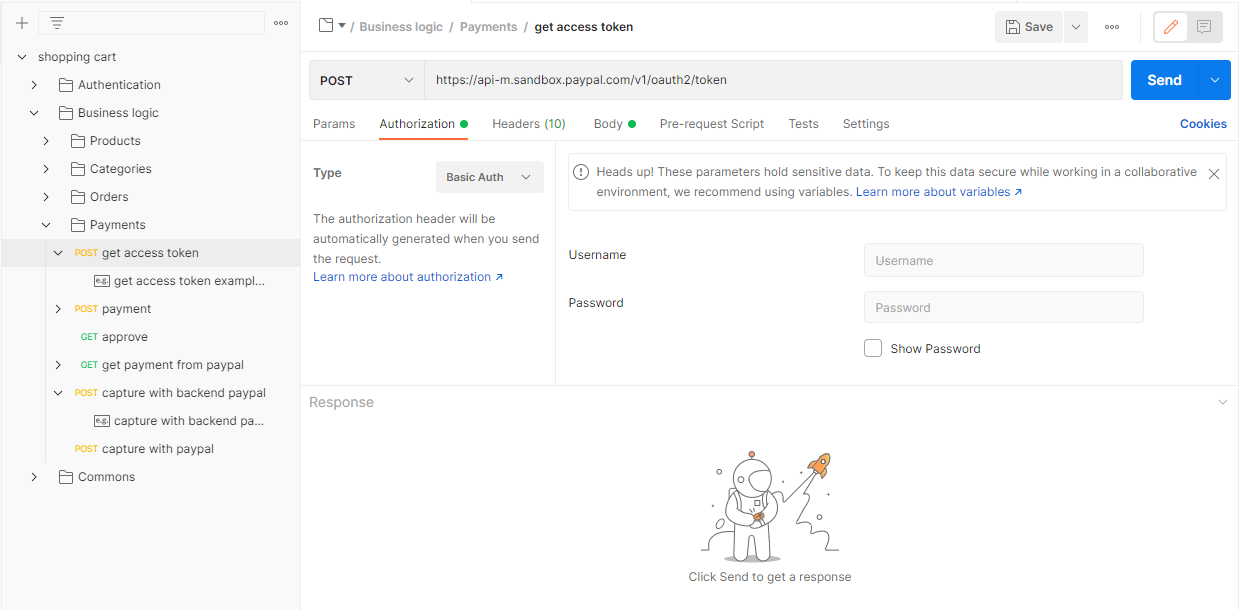 shopping cart
Authentication
Business logic
Products
Categories
Orders
Payments
POST get access token
e.g. get access token exampl...
POST payment
GET approve
GET get payment from paypal
POST capture with backend paypal
e.g. capture with backend pa...
POST capture with paypal
Commons
/ Business logic / Payments / get access token
Save
POST
https://api-m.sandbox.paypal.com/v1/oauth2/token
Send
Params Authorization Headers (10) Body Pre-request Script Tests Settings Cookies
Type
Basic Auth
The authorization header will be
automatically generated when you send
the request.
Learn more about authorization ↗
Heads up! These parameters hold sensitive data. To keep this data secure while working in a collaborative
environment, we recommend using variables. Learn more about variables ↗
Username
Username
Password
Password
Show Password
Response
Click Send to get a response